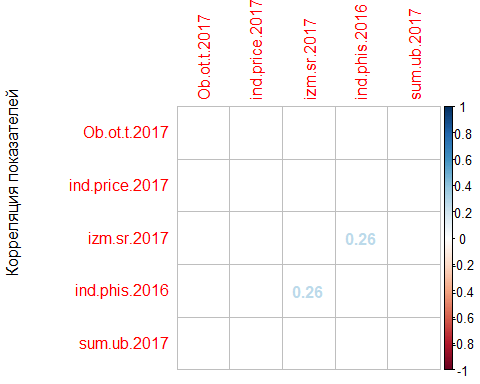 Ob.ot.t.2017
ind.price.2017
izm.sr.2017
ind.phis.2016
sum.ub.2017
Корреляция показателей
Ob.ot.t.2017
ind.price.2017
izm.sr.2017
0.26
ind.phis.2016
0.26
sum.ub.2017
1
0.8
0.6
0.4
0.2
0
-0.2
-0.4
-0.6
-0.8
-1